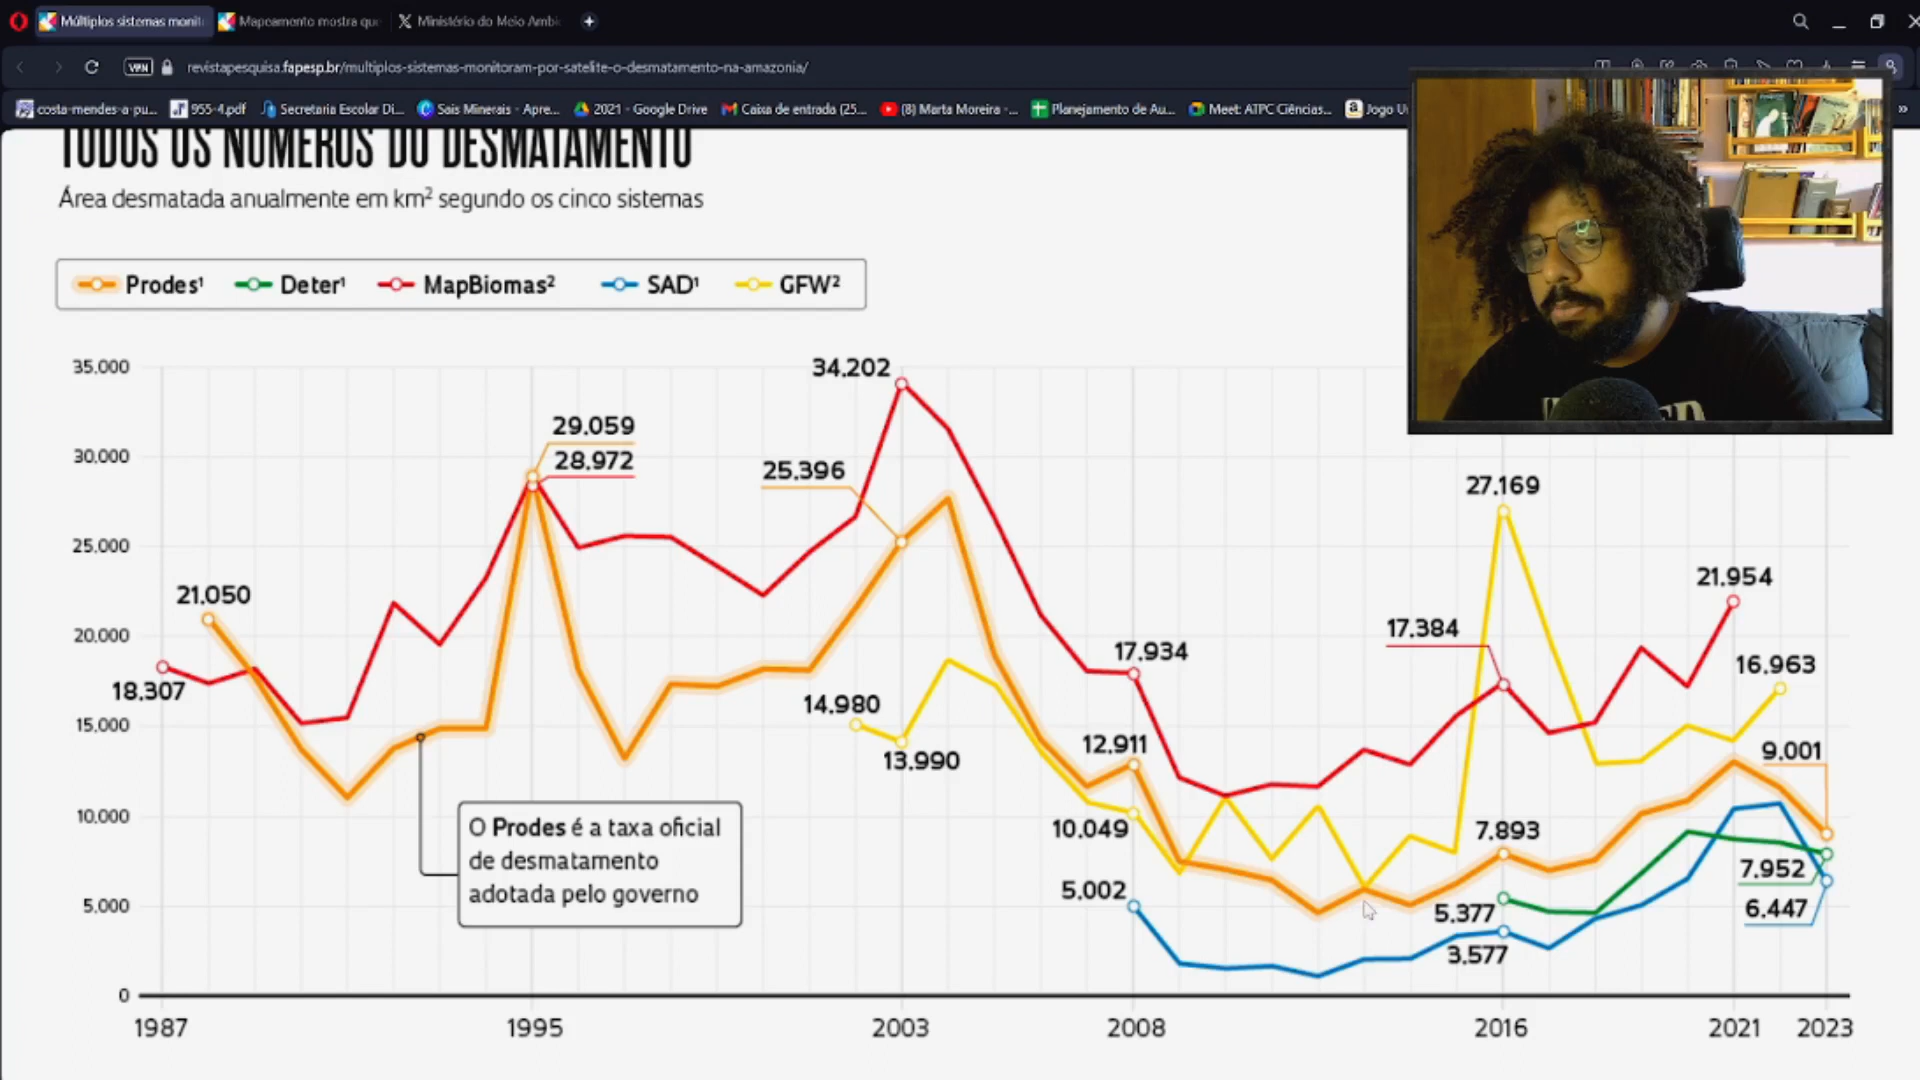 Múltiplos sistemas monit
Mapeamento mostra que
Ministério do Meio Ambi
VPN
revistapesquisa.fapesp.br/multiplos-sistemas-monitoram-por-satelite-o-desmatamento-na-amazonia/
costa-mendes-a-pu...
955-4.pdf
Secretaria Escolar Di...
Sais Minerais - Apre...
2021 - Google Drive
Caixa de entrada (25...
(8) Marta Moreira -...
Planejamento de Au...
Meet: ATPC Ciências...
Jogo U
»
TODOS OS NÚMEROS DO DESMATAMENTO
Área desmatada anualmente em km² segundo os cinco sistemas
Prodes¹ Deter¹ MapBiomas² SAD¹ GFW²
35.000
30.000
25.000
20.000
15.000
10.000
5.000
0
34.202
29.059
28.972
25.396
27.169
21.050
21.954
17.384
17.934
16.963
18.307
14.980
13.990
12.911
9.001
10.049
7.893
5.002
7.952
5.377
6.447
3.577
O Prodes é a taxa oficial
de desmatamento
adotada pelo governo
1987 1995 2003 2008 2016 2021 2023